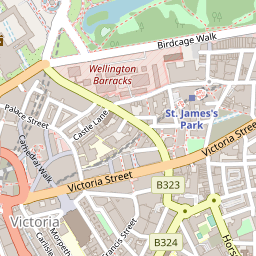 Birdcage Walk
Wellington
Barracks
Palace Street
Castle Lane
St. James's
Park
Victoria Street
Cathedral Walk
Victoria Street
B323
Victoria
B324
Carlisle
Morpeth
Francis Street
Hors